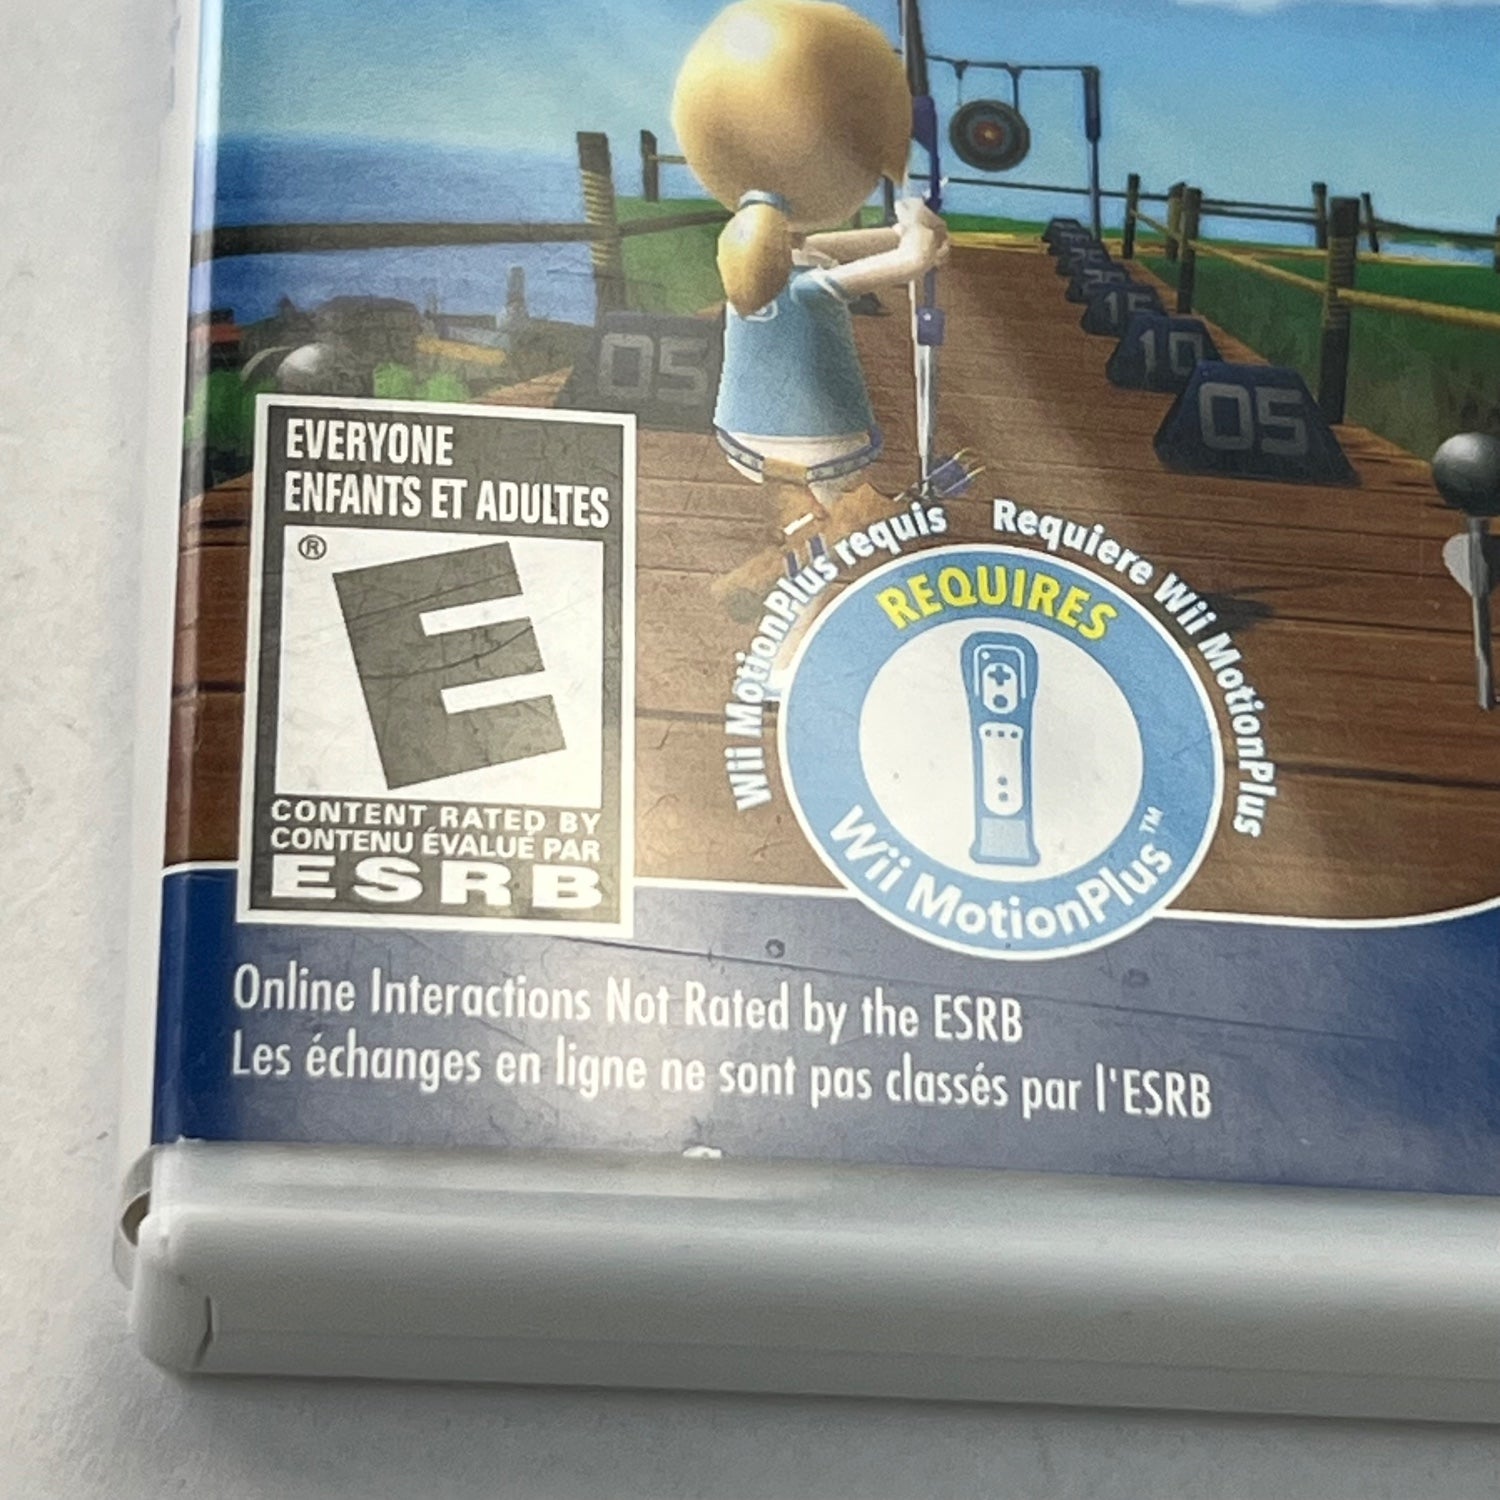 05
25
20
15
10
05
EVERYONE
ENFANTS ET ADULTES
®
E
CONTENT RATED BY
CONTENU ÉVALUÉ PAR
ESRB
Wii MotionPlus requis
Requiere Wii MotionPlus
REQUIRES
Wii MotionPlus™
Online Interactions Not Rated by the ESRB
Les échanges en ligne ne sont pas classés par l'ESRB